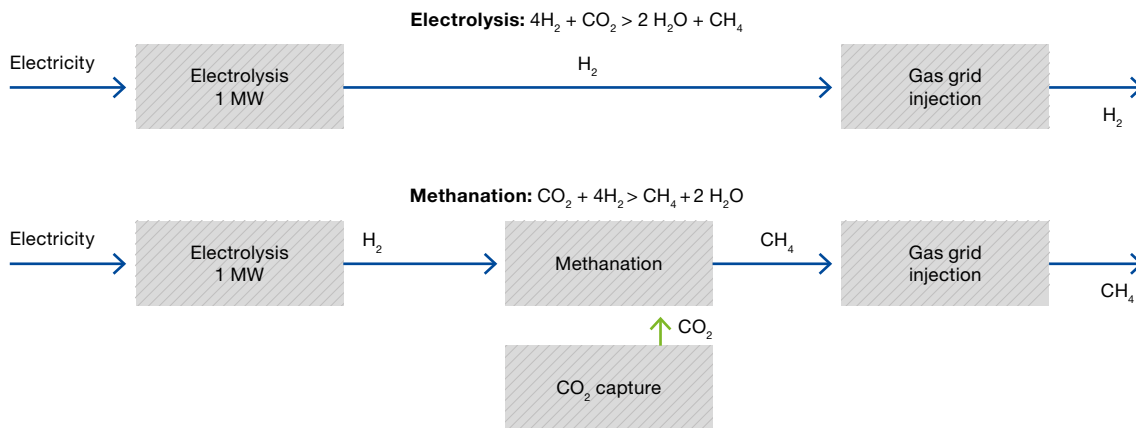 Electrolysis: 4H₂ + CO₂ > 2 H₂O + CH₄
Electricity
Electrolysis
1 MW
H₂
Gas grid
injection
H₂
Methanation: CO₂ + 4H₂ > CH₄ + 2 H₂O
Electricity
Electrolysis
1 MW
H₂
Methanation
CH₄
Gas grid
injection
CH₄
CO₂
CO₂ capture